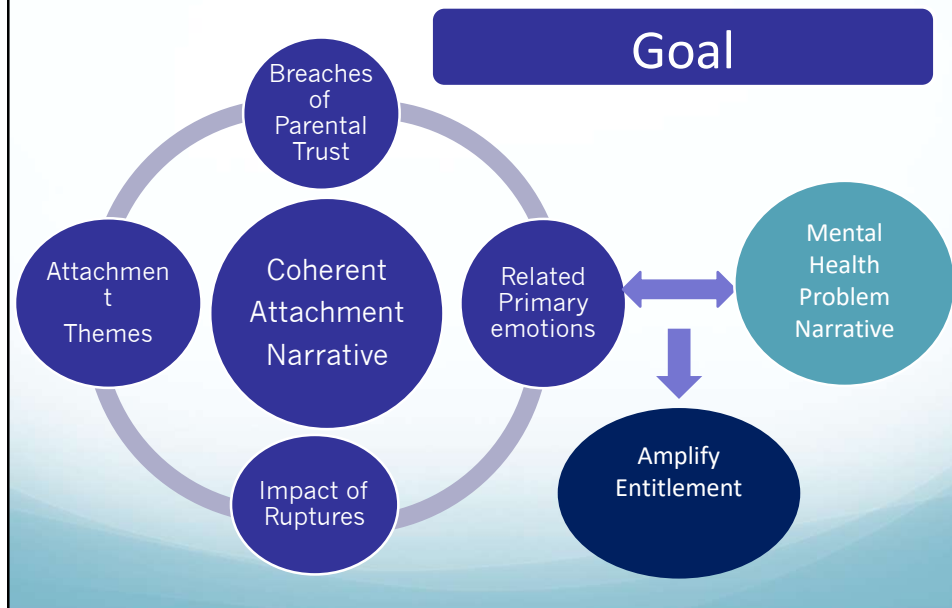 Goal
Breaches
of
Parental
Trust
Attachmen
t
Themes
Coherent
Attachment
Narrative
Related
Primary
emotions
Impact of
Ruptures
Mental
Health
Problem
Narrative
Amplify
Entitlement